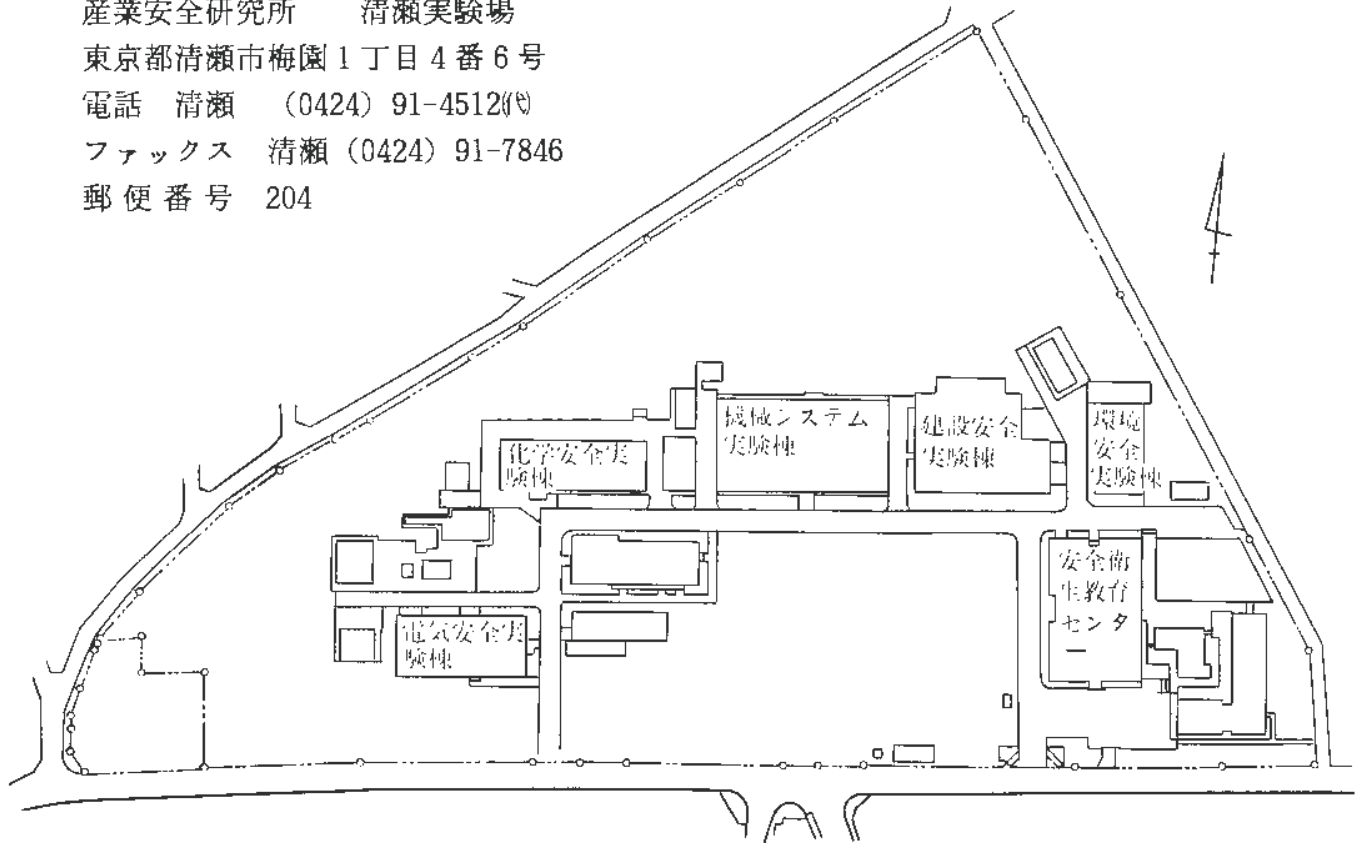 産業安全研究所　　清瀬実験場
東京都清瀬市梅園1丁目4番6号
電話　清瀬　（0424）91-4512㈹
ファックス　清瀬（0424）91-7846
郵便番号　204
機械システム
実験棟
建設安全
実験棟
環境
安全
実験棟
化学安全実
験棟
安全衛
生教育
センタ
ー
電気安全実
験棟